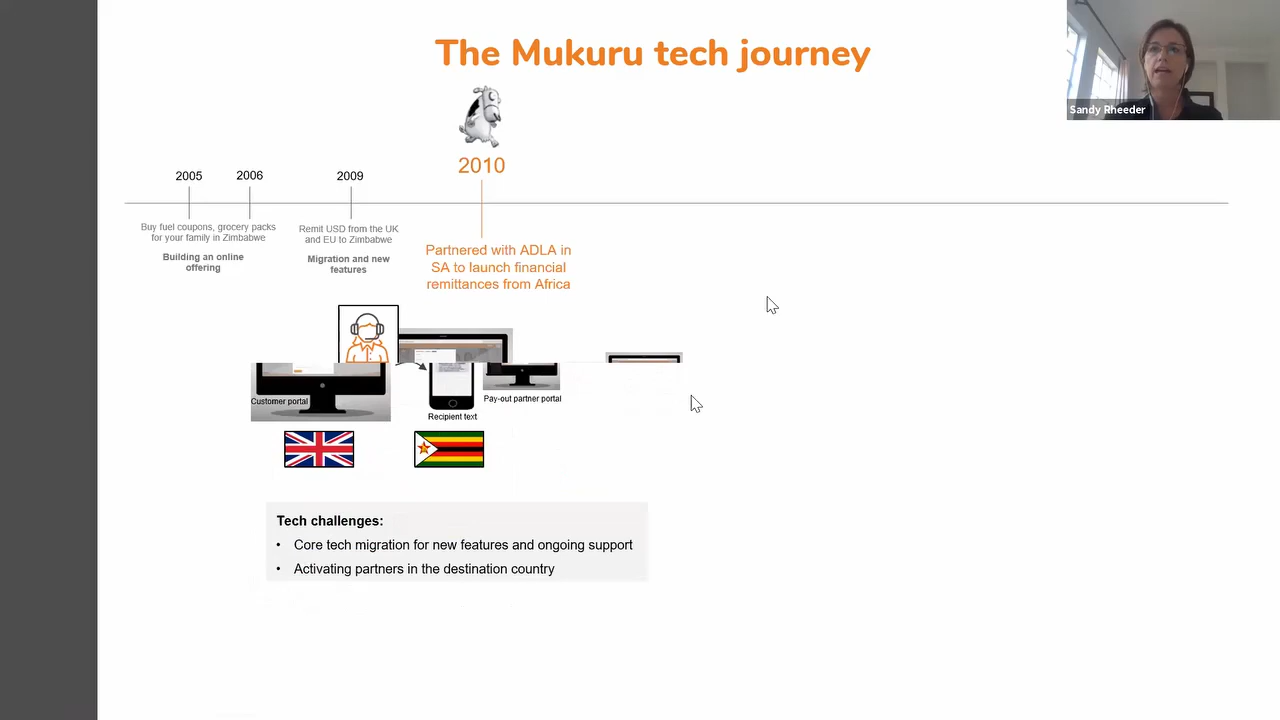 The Mukuru tech journey
Sandy Rheeder
2010
2005
2006
2009
Buy fuel coupons, grocery packs
for your family in Zimbabwe
Building an online
offering
Remit USD from the UK
and EU to Zimbabwe
Migration and new
features
Partnered with ADLA in
SA to launch financial
remittances from Africa
Customer portal
Recipient text
Pay-out partner portal
Tech challenges:
• Core tech migration for new features and ongoing support
• Activating partners in the destination country